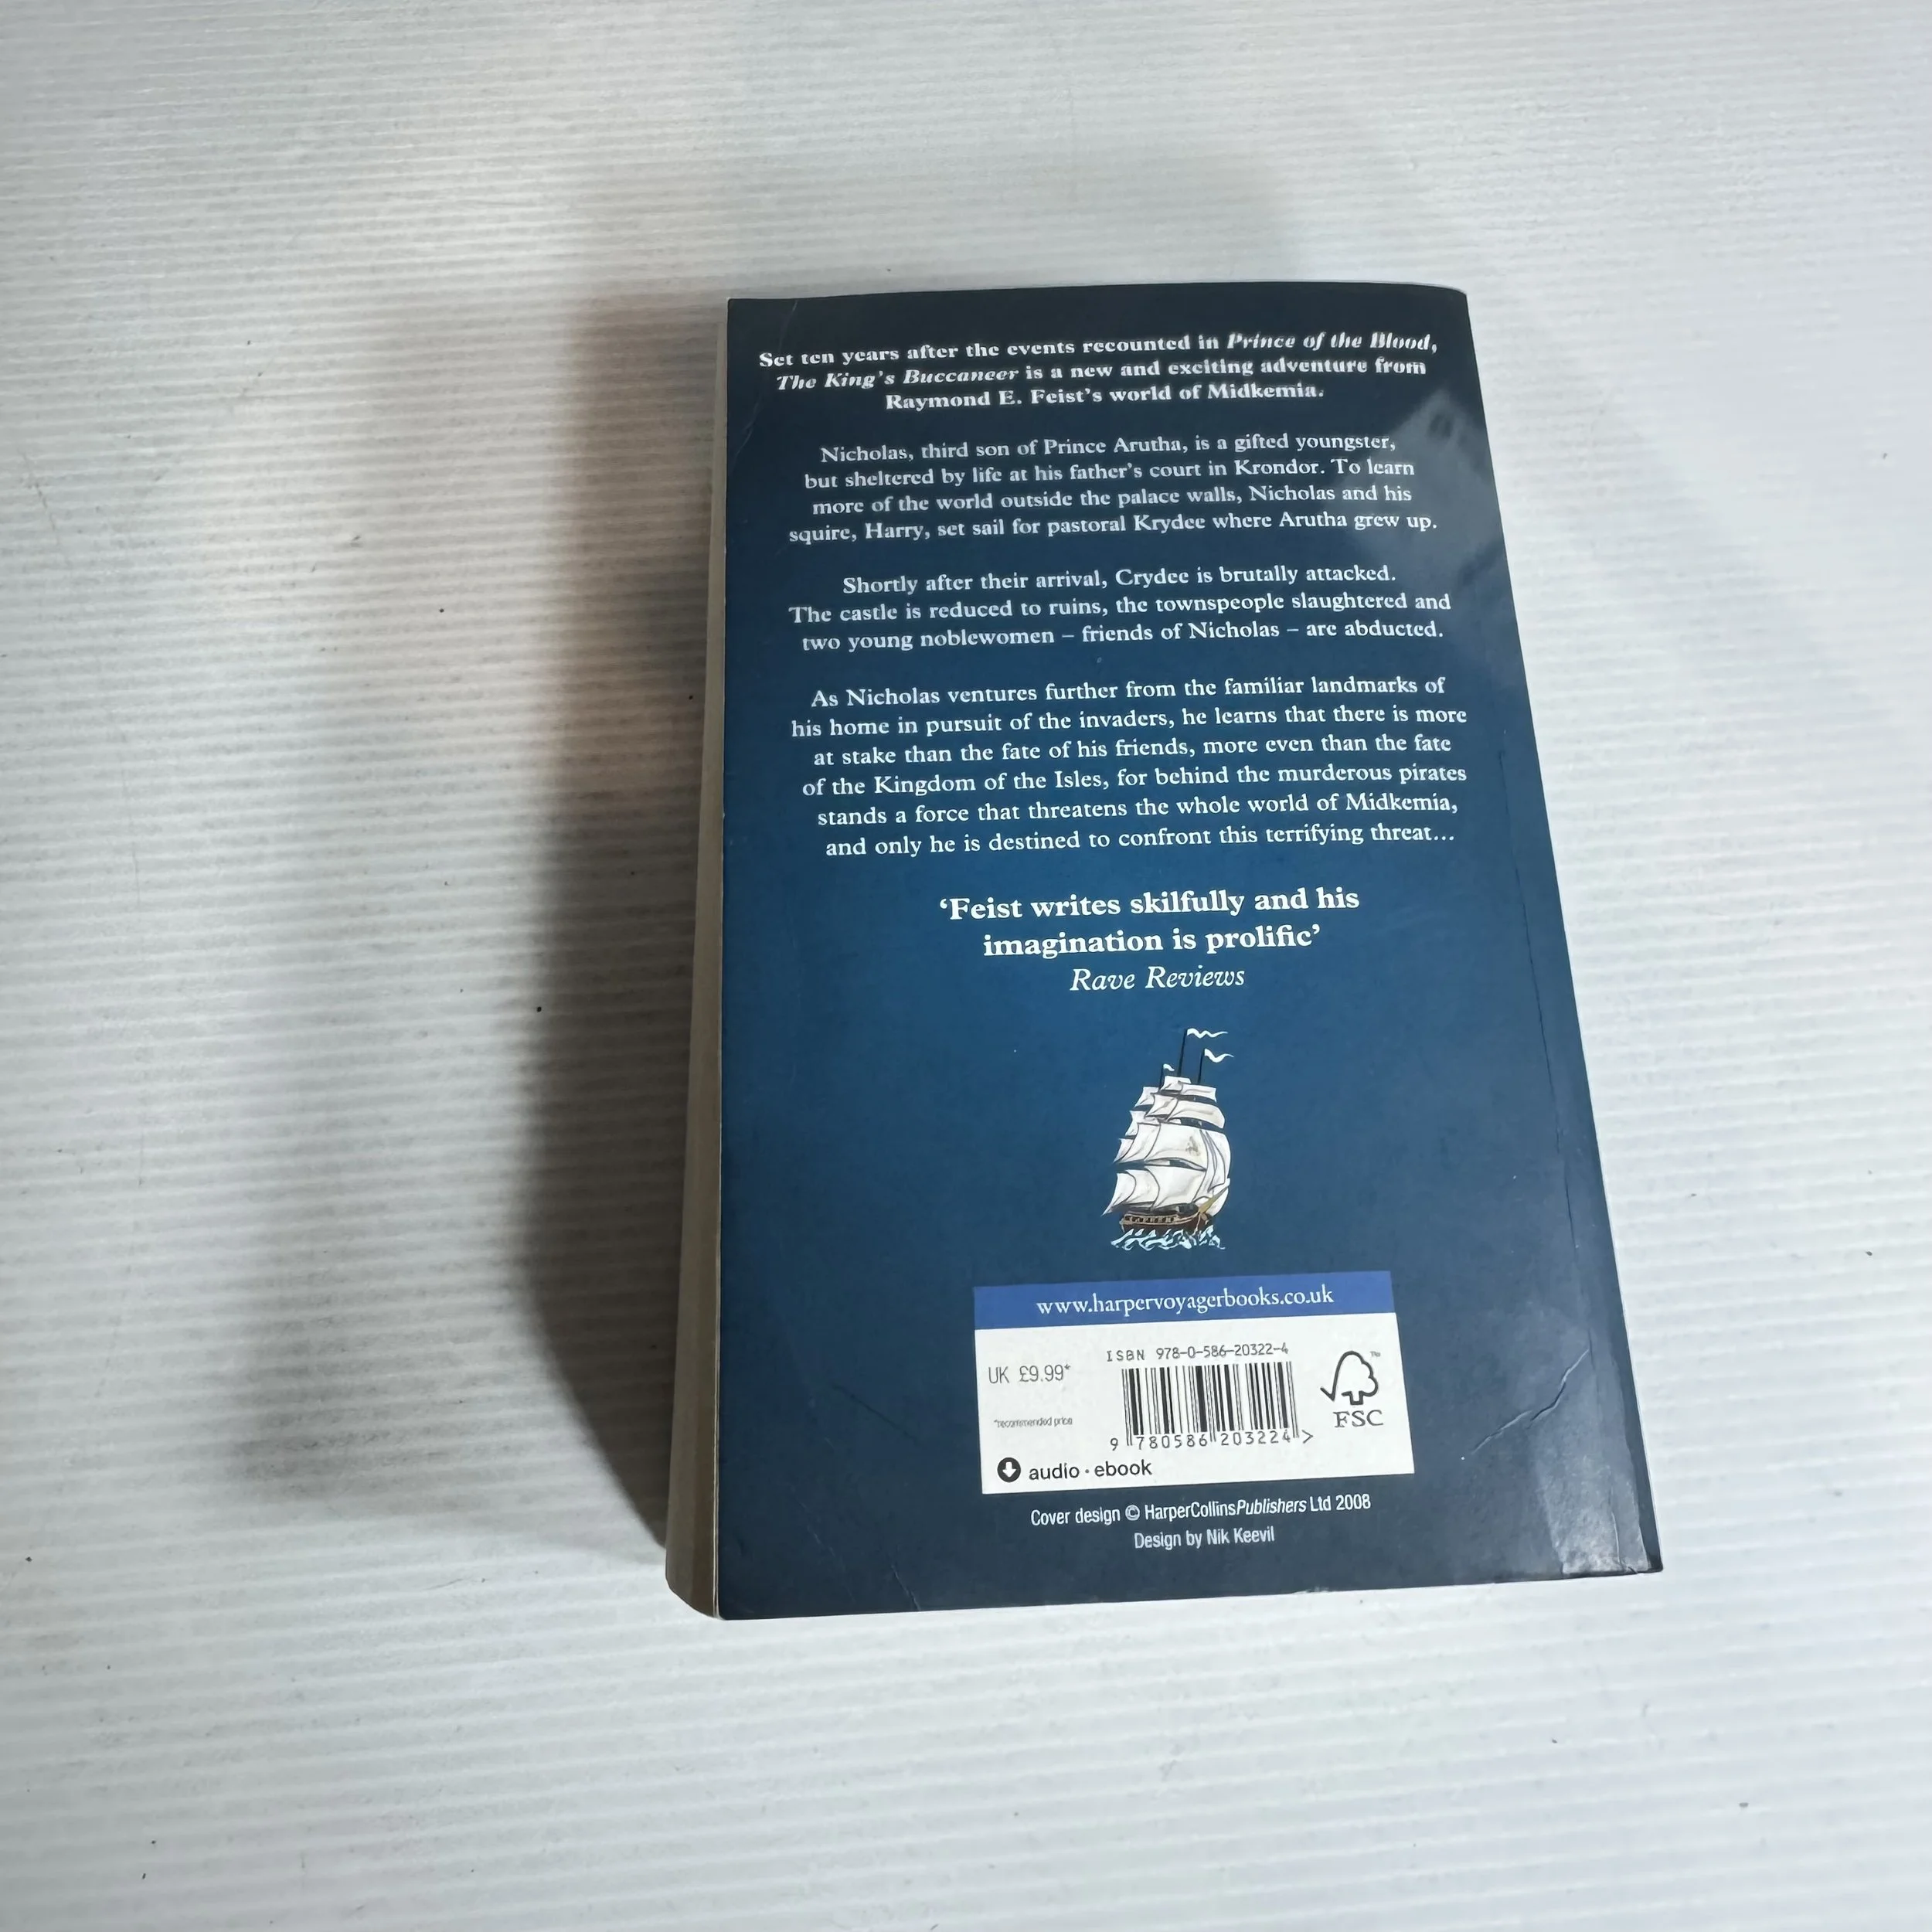 Set ten years after the events recounted in Prince of the Blood,
The King's Buccaneer is a new and exciting adventure from
Raymond E. Feist's world of Midkemia.
Nicholas, third son of Prince Arutha, is a gifted youngster,
but sheltered by life at his father's court in Krondor. To learn
more of the world outside the palace walls, Nicholas and his
squire, Harry, set sail for pastoral Krydee where Arutha grew up.
Shortly after their arrival, Crydee is brutally attacked.
The castle is reduced to ruins, the townspeople slaughtered and
two young noblewomen – friends of Nicholas – are abducted.
As Nicholas ventures further from the familiar landmarks of
his home in pursuit of the invaders, he learns that there is more
at stake than the fate of his friends, more even than the fate
of the Kingdom of the Isles, for behind the murderous pirates
stands a force that threatens the whole world of Midkemia,
and only he is destined to confront this terrifying threat...
‘Feist writes skilfully and his
imagination is prolific’
Rave Reviews
www.harpervoyagerbooks.co.uk
ISBN 978-0-586-20322-4
UK £9.99*
*recommended price
9 780586 203224 >
FSC
TM
audio · ebook
Cover design © HarperCollinsPublishers Ltd 2008
Design by Nik Keevil